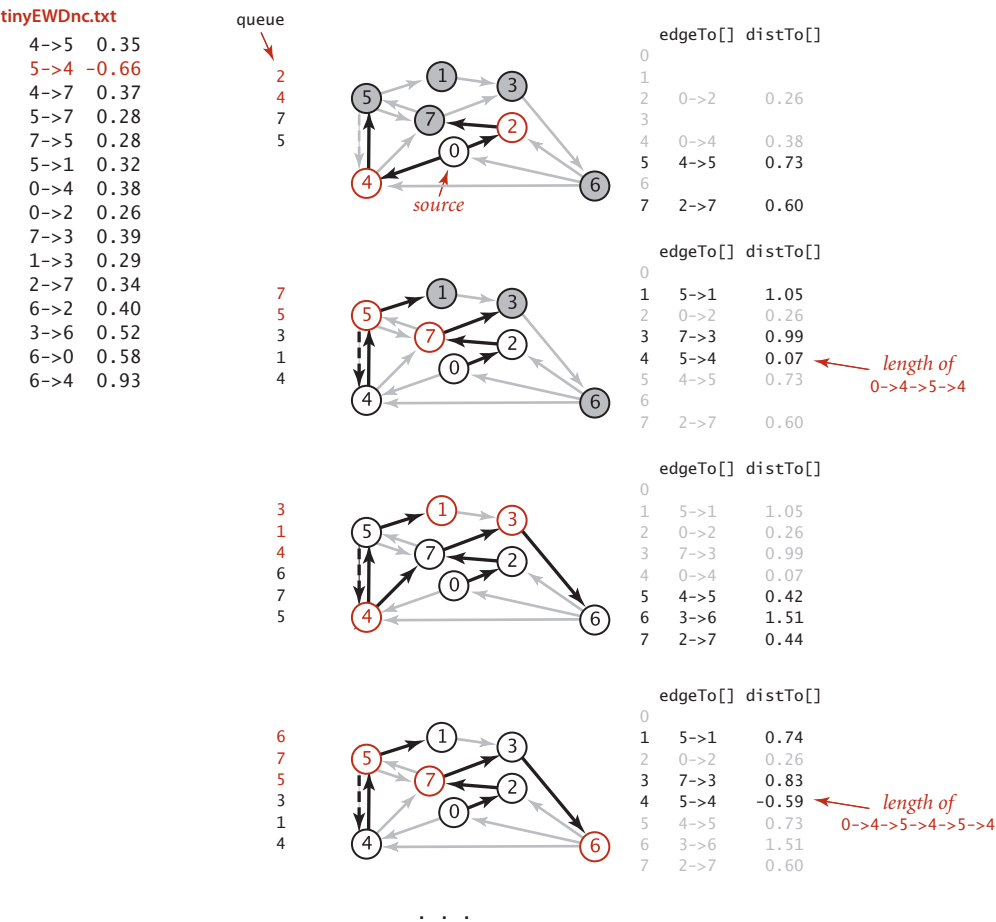 tinyEWDnc.txt
4->5 0.35
5->4 -0.66
4->7 0.37
5->7 0.28
7->5 0.28
5->1 0.32
0->4 0.38
0->2 0.26
7->3 0.39
1->3 0.29
2->7 0.34
6->2 0.40
3->6 0.52
6->0 0.58
6->4 0.93
queue
2
4
7
5
1
3
5
7
2
0
4
6
source
edgeTo[] distTo[]
0
1
2 0->2 0.26
3
4 0->4 0.38
5 4->5 0.73
6
7 2->7 0.60
7
5
3
1
4
1
3
5
7
2
0
4
6
edgeTo[] distTo[]
0
1 5->1 1.05
2 0->2 0.26
3 7->3 0.99
4 5->4 0.07
5 4->5 0.73
6
7 2->7 0.60
length of
0->4->5->4
3
1
4
6
7
5
1
3
5
7
2
0
4
6
edgeTo[] distTo[]
0
1 5->1 1.05
2 0->2 0.26
3 7->3 0.99
4 0->4 0.07
5 4->5 0.42
6 3->6 1.51
7 2->7 0.44
6
7
5
3
1
4
1
3
5
7
2
0
4
6
edgeTo[] distTo[]
0
1 5->1 0.74
2 0->2 0.26
3 7->3 0.83
4 5->4 -0.59
5 4->5 0.73
6 3->6 1.51
7 2->7 0.60
length of
0->4->5->4->5->4
. . .